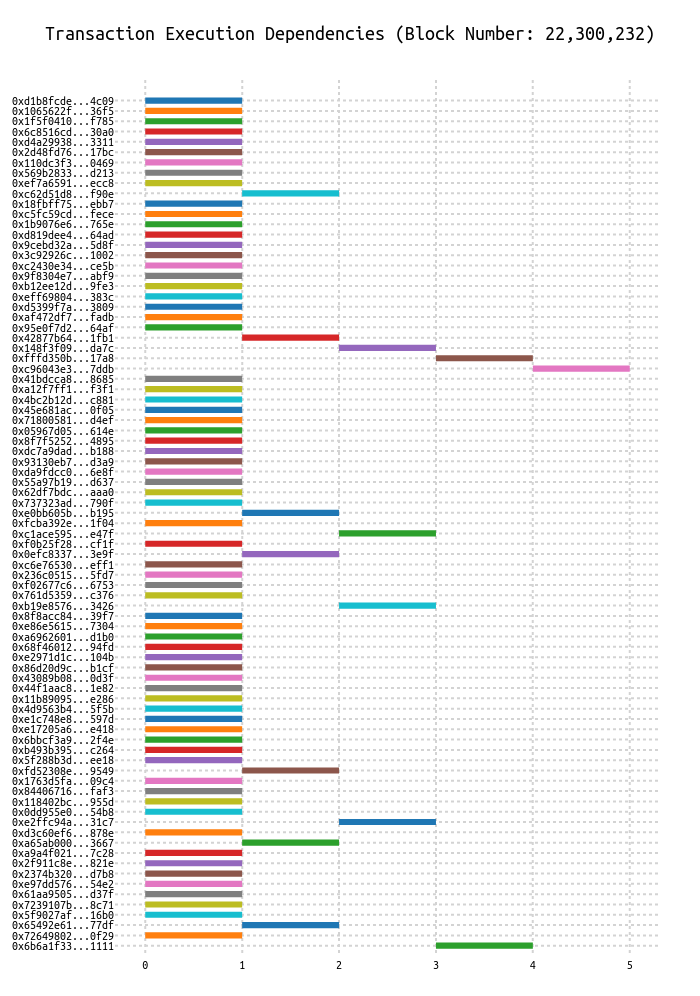 Transaction Execution Dependencies (Block Number: 22,300,232)
0xd1b8fcde...4c09
0x1065622f...36f5
0x1f5f0410...f785
0x6c8516cd...30a0
0xd4a29938...3311
0x2d48fd76...17bc
0x110dc3f3...0469
0x569b2833...d213
0xef7a6591...ecc8
0xc62d51d8...f90e
0x18fbff75...ebb7
0xc5fc59cd...fece
0x1b9076e6...765e
0xd819dee4...64ad
0x9cebd32a...5d8f
0x3c92926c...1002
0xc2430e34...ce5b
0x9f8304e7...abf9
0xb12ee12d...9fe3
0xeff69804...383c
0xd5399f7a...3809
0xaf472df7...fadb
0x95e0f7d2...64af
0x42877b64...1fb1
0x148f3f09...da7c
0xfffd350b...17a8
0xc96043e3...7ddb
0x41bdcca8...8685
0xa12f7ff1...f3f1
0x4bc2b12d...c881
0x45e681ac...0f05
0x71800581...d4ef
0x05967d05...614e
0x8f7f5252...4895
0xdc7a9dad...b188
0x93130eb7...d3a9
0xda9fdcc0...6e8f
0x55a97b19...d637
0x62df7bdc...aaa0
0x737323ad...790f
0xe0bb605b...b195
0xfcba392e...1f04
0xc1ace595...e47f
0xf0b25f28...cf1f
0x0efc8337...3e9f
0xc6e76530...eff1
0x236c0515...5fd7
0xf02677c6...6753
0x761d5359...c376
0xb19e8576...3426
0x8f8acc84...39f7
0xe86e5615...7304
0xa6962601...d1b0
0x68f46012...94fd
0xe2971d1c...104b
0x86d20d9c...b1cf
0x43089b08...0d3f
0x44f1aac8...1e82
0x11b89095...e286
0x4d9563b4...5f5b
0xe1c748e8...597d
0xe17205a6...e418
0x6bbcf3a9...2f4e
0xb493b395...c264
0x5f288b3d...ee18
0xfd52308e...9549
0x1763d5fa...09c4
0x84406716...faf3
0x118402bc...955d
0x0dd955e0...54b8
0xe2ffc94a...31c7
0xd3c60ef6...878e
0xa65ab000...3667
0xa9a4f021...7c28
0x2f911c8e...821e
0x2374b320...d7b8
0xe97dd576...54e2
0x61aa9505...d37f
0x7239107b...8c71
0x5f9027af...16b0
0x65492e61...77df
0x72649802...0f29
0x6b6a1f33...1111
0 1 2 3 4 5